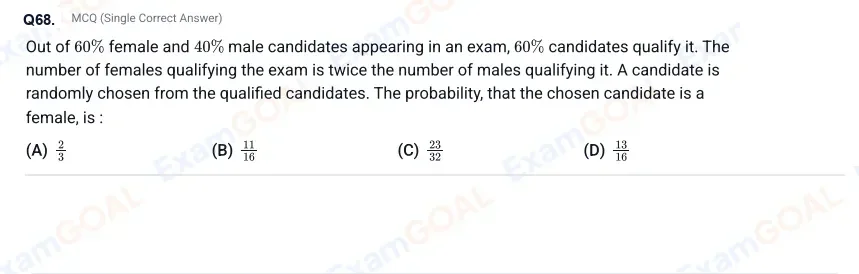 Q68. MCQ (Single Correct Answer)
Out of 60% female and 40% male candidates appearing in an exam, 60% candidates qualify it. The
number of females qualifying the exam is twice the number of males qualifying it. A candidate is
randomly chosen from the qualified candidates. The probability, that the chosen candidate is a
female, is :
(A) 2/3 (B) 11/16 (C) 23/32 (D) 13/16
ExamGOAL
ExamGOAL